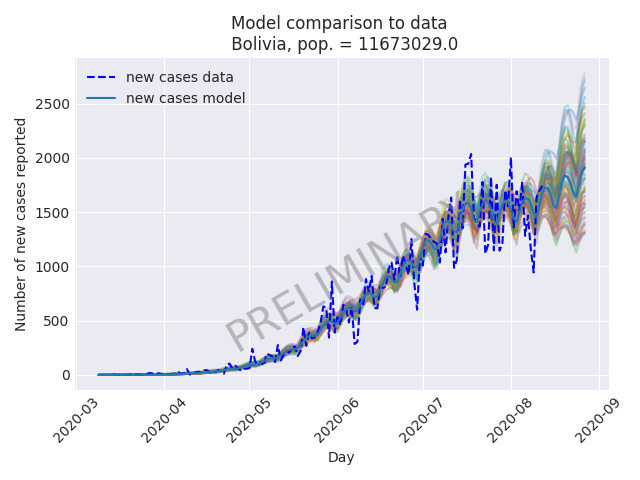 Model comparison to data
Bolivia, pop. = 11673029.0
new cases data
new cases model
Number of new cases reported
2500
2000
1500
1000
500
0
PRELIMINARY
2020-03
2020-04
2020-05
2020-06
2020-07
2020-08
2020-09
Day